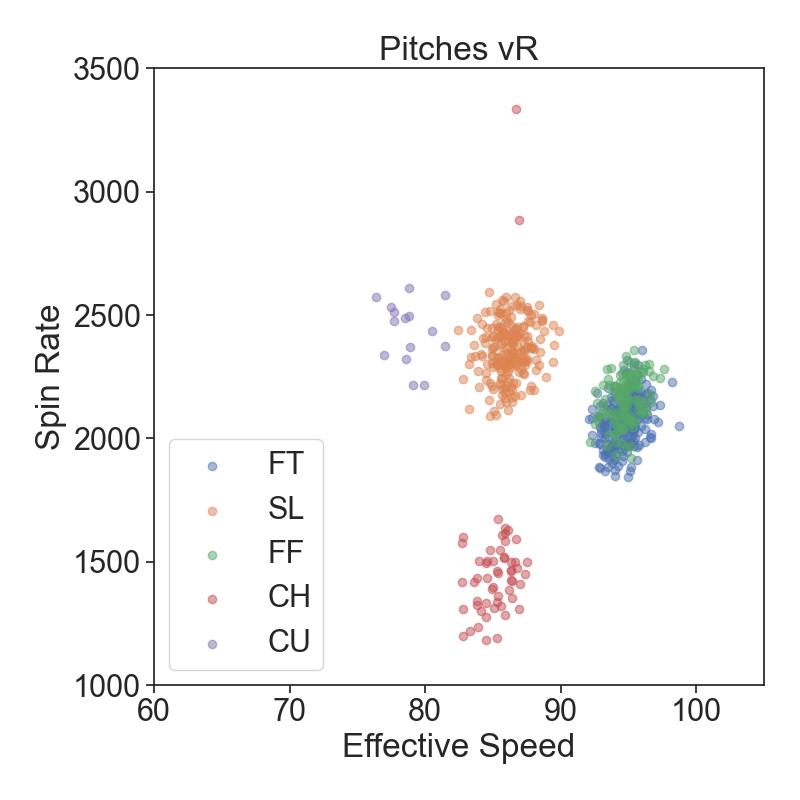 Pitches vR
3500
3000
2500
2000
1500
1000
Spin Rate
FT
SL
FF
CH
CU
60 70 80 90 100
Effective Speed